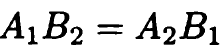 A₁B₂ = A₂B₁